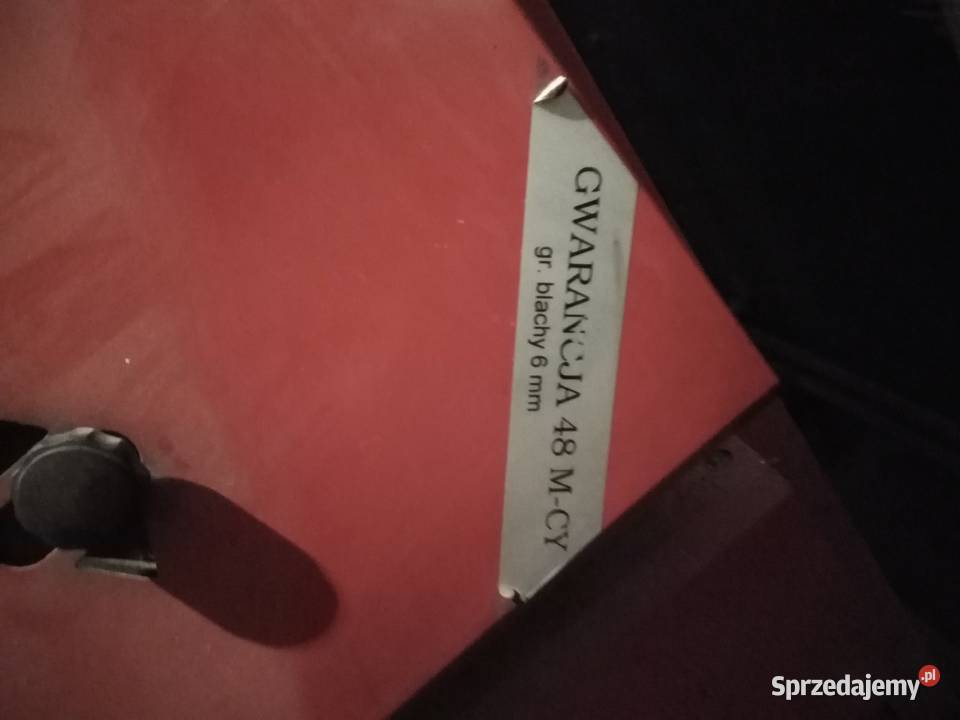 GWARANCJA 48 M-CY
gr. blachy 6 mm
Sprzedajemy.pl